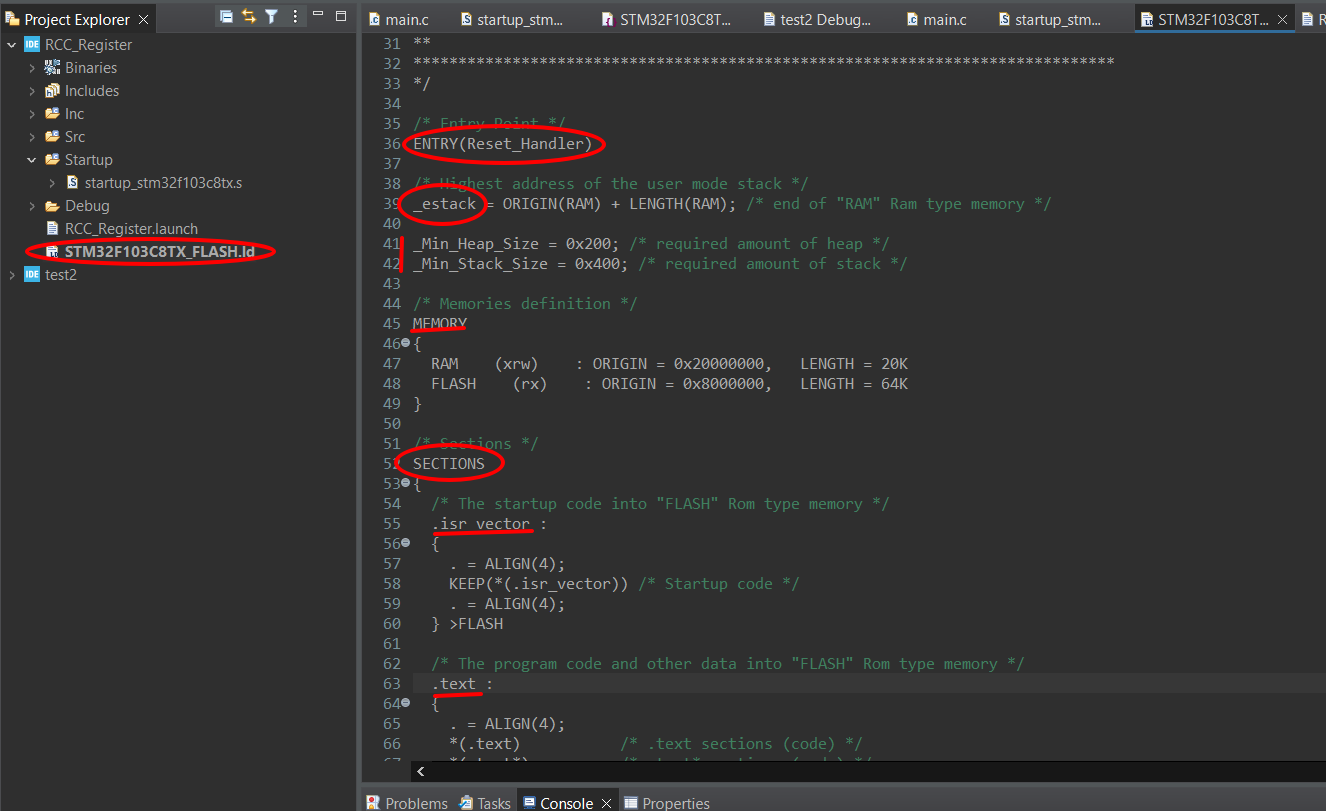 Project Explorer
RCC_Register
Binaries
Includes
Inc
Src
Startup
startup_stm32f103c8tx.s
Debug
RCC_Register.launch
STM32F103C8TX_FLASH.ld
test2
main.c
startup_stm...
STM32F103C8T...
test2 Debug...
main.c
startup_stm...
STM32F103C8T...
31 **
32 ******************************************************************************
33 */
34
35 /* Entry Point */
36 ENTRY(Reset_Handler)
37
38 /* Highest address of the user mode stack */
39 _estack = ORIGIN(RAM) + LENGTH(RAM); /* end of "RAM" Ram type memory */
40
41 _Min_Heap_Size = 0x200; /* required amount of heap */
42 _Min_Stack_Size = 0x400; /* required amount of stack */
43
44 /* Memories definition */
45 MEMORY
46 {
47 RAM (xrw) : ORIGIN = 0x20000000, LENGTH = 20K
48 FLASH (rx) : ORIGIN = 0x8000000, LENGTH = 64K
49 }
50
51 /* Sections */
52 SECTIONS
53 {
54 /* The startup code into "FLASH" Rom type memory */
55 .isr_vector :
56 {
57 . = ALIGN(4);
58 KEEP(*(.isr_vector)) /* Startup code */
59 . = ALIGN(4);
60 } >FLASH
61
62 /* The program code and other data into "FLASH" Rom type memory */
63 .text :
64 {
65 . = ALIGN(4);
66 *(.text) /* .text sections (code) */
Problems
Tasks
Console
Properties